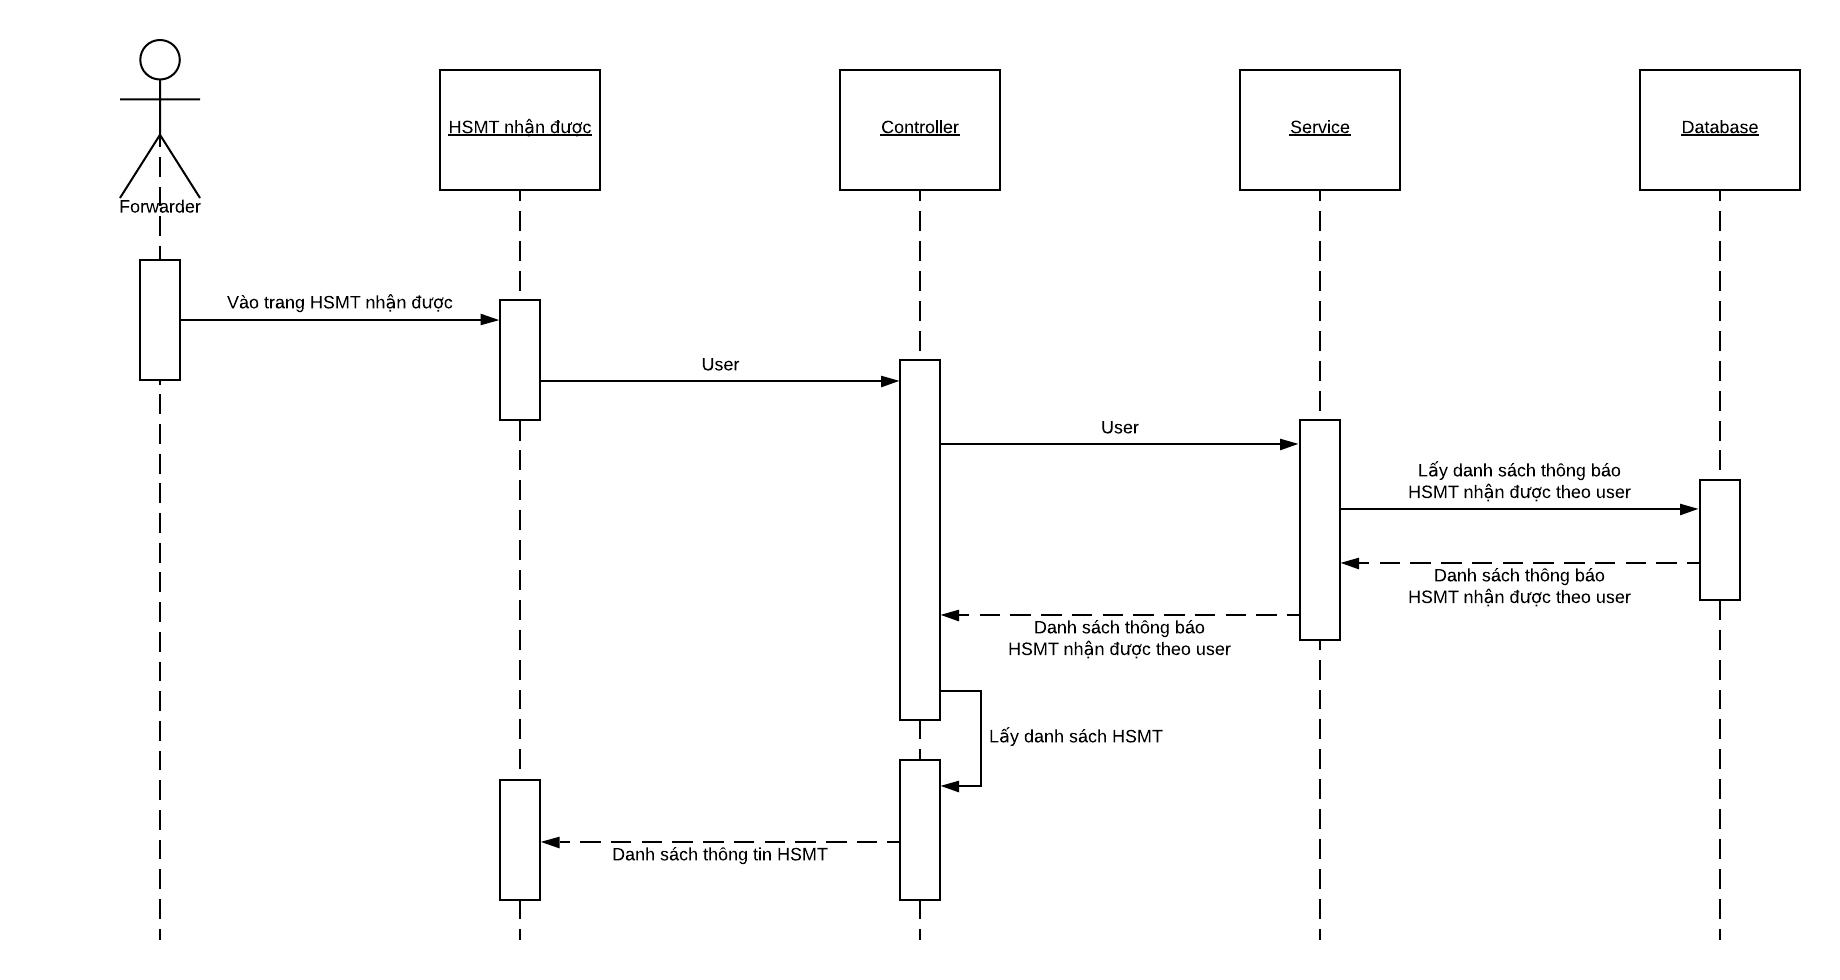 Forwarder
HSMT nhận được
Controller
Service
Database
Vào trang HSMT nhận được
User
User
Lấy danh sách thông báo
HSMT nhận được theo user
Danh sách thông báo
HSMT nhận được theo user
Danh sách thông báo
HSMT nhận được theo user
Lấy danh sách HSMT
Danh sách thông tin HSMT